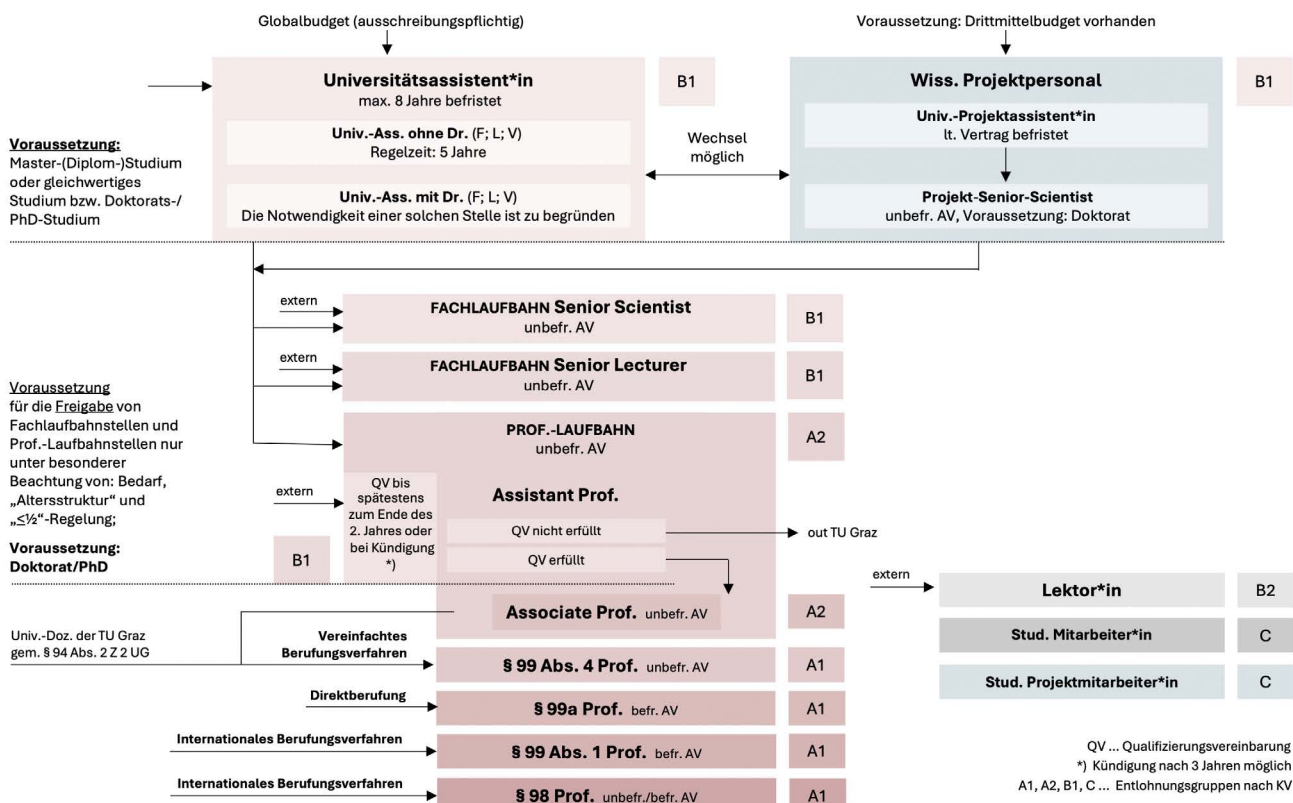 Globalbudget (ausschreibungspflichtig)
Voraussetzung: Drittmittelbudget vorhanden
Universitätsassistent*in
max. 8 Jahre befristet
B1
Univ.-Ass. ohne Dr. (F; L; V)
Regelzeit: 5 Jahre
Univ.-Ass. mit Dr. (F; L; V)
Die Notwendigkeit einer solchen Stelle ist zu begründen
Wechsel
möglich
Wiss. Projektpersonal
B1
Univ.-Projektassistent*in
lt. Vertrag befristet
Projekt-Senior-Scientist
unbefr. AV, Voraussetzung: Doktorat
Voraussetzung:
Master-(Diplom-)Studium
oder gleichwertiges
Studium bzw. Doktorats-/
PhD-Studium
extern
FACHLAUFBAHN Senior Scientist
unbefr. AV
B1
extern
FACHLAUFBAHN Senior Lecturer
unbefr. AV
B1
Voraussetzung
für die Freigabe von
Fachlaufbahnstellen und
Prof.-Laufbahnstellen nur
unter besonderer
Beachtung von: Bedarf,
„Altersstruktur“ und
„≤½“-Regelung;
Voraussetzung:
Doktorat/PhD
PROF.-LAUFBAHN
unbefr. AV
A2
extern
B1
QV bis
spätestens
zum Ende des
2. Jahres oder
bei Kündigung
*)
Assistant Prof.
QV nicht erfüllt
out TU Graz
QV erfüllt
Associate Prof. unbefr. AV
A2
Univ.-Doz. der TU Graz
gem. § 94 Abs. 2 Z 2 UG
Vereinfachtes
Berufungsverfahren
§ 99 Abs. 4 Prof. unbefr. AV
A1
Direktberufung
§ 99a Prof. befr. AV
A1
Internationales Berufungsverfahren
§ 99 Abs. 1 Prof. befr. AV
A1
Internationales Berufungsverfahren
§ 98 Prof. unbefr./befr. AV
A1
extern
Lektor*in
B2
Stud. Mitarbeiter*in
C
Stud. Projektmitarbeiter*in
C
QV ... Qualifizierungsvereinbarung
*) Kündigung nach 3 Jahren möglich
A1, A2, B1, C ... Entlohnungsgruppen nach KV